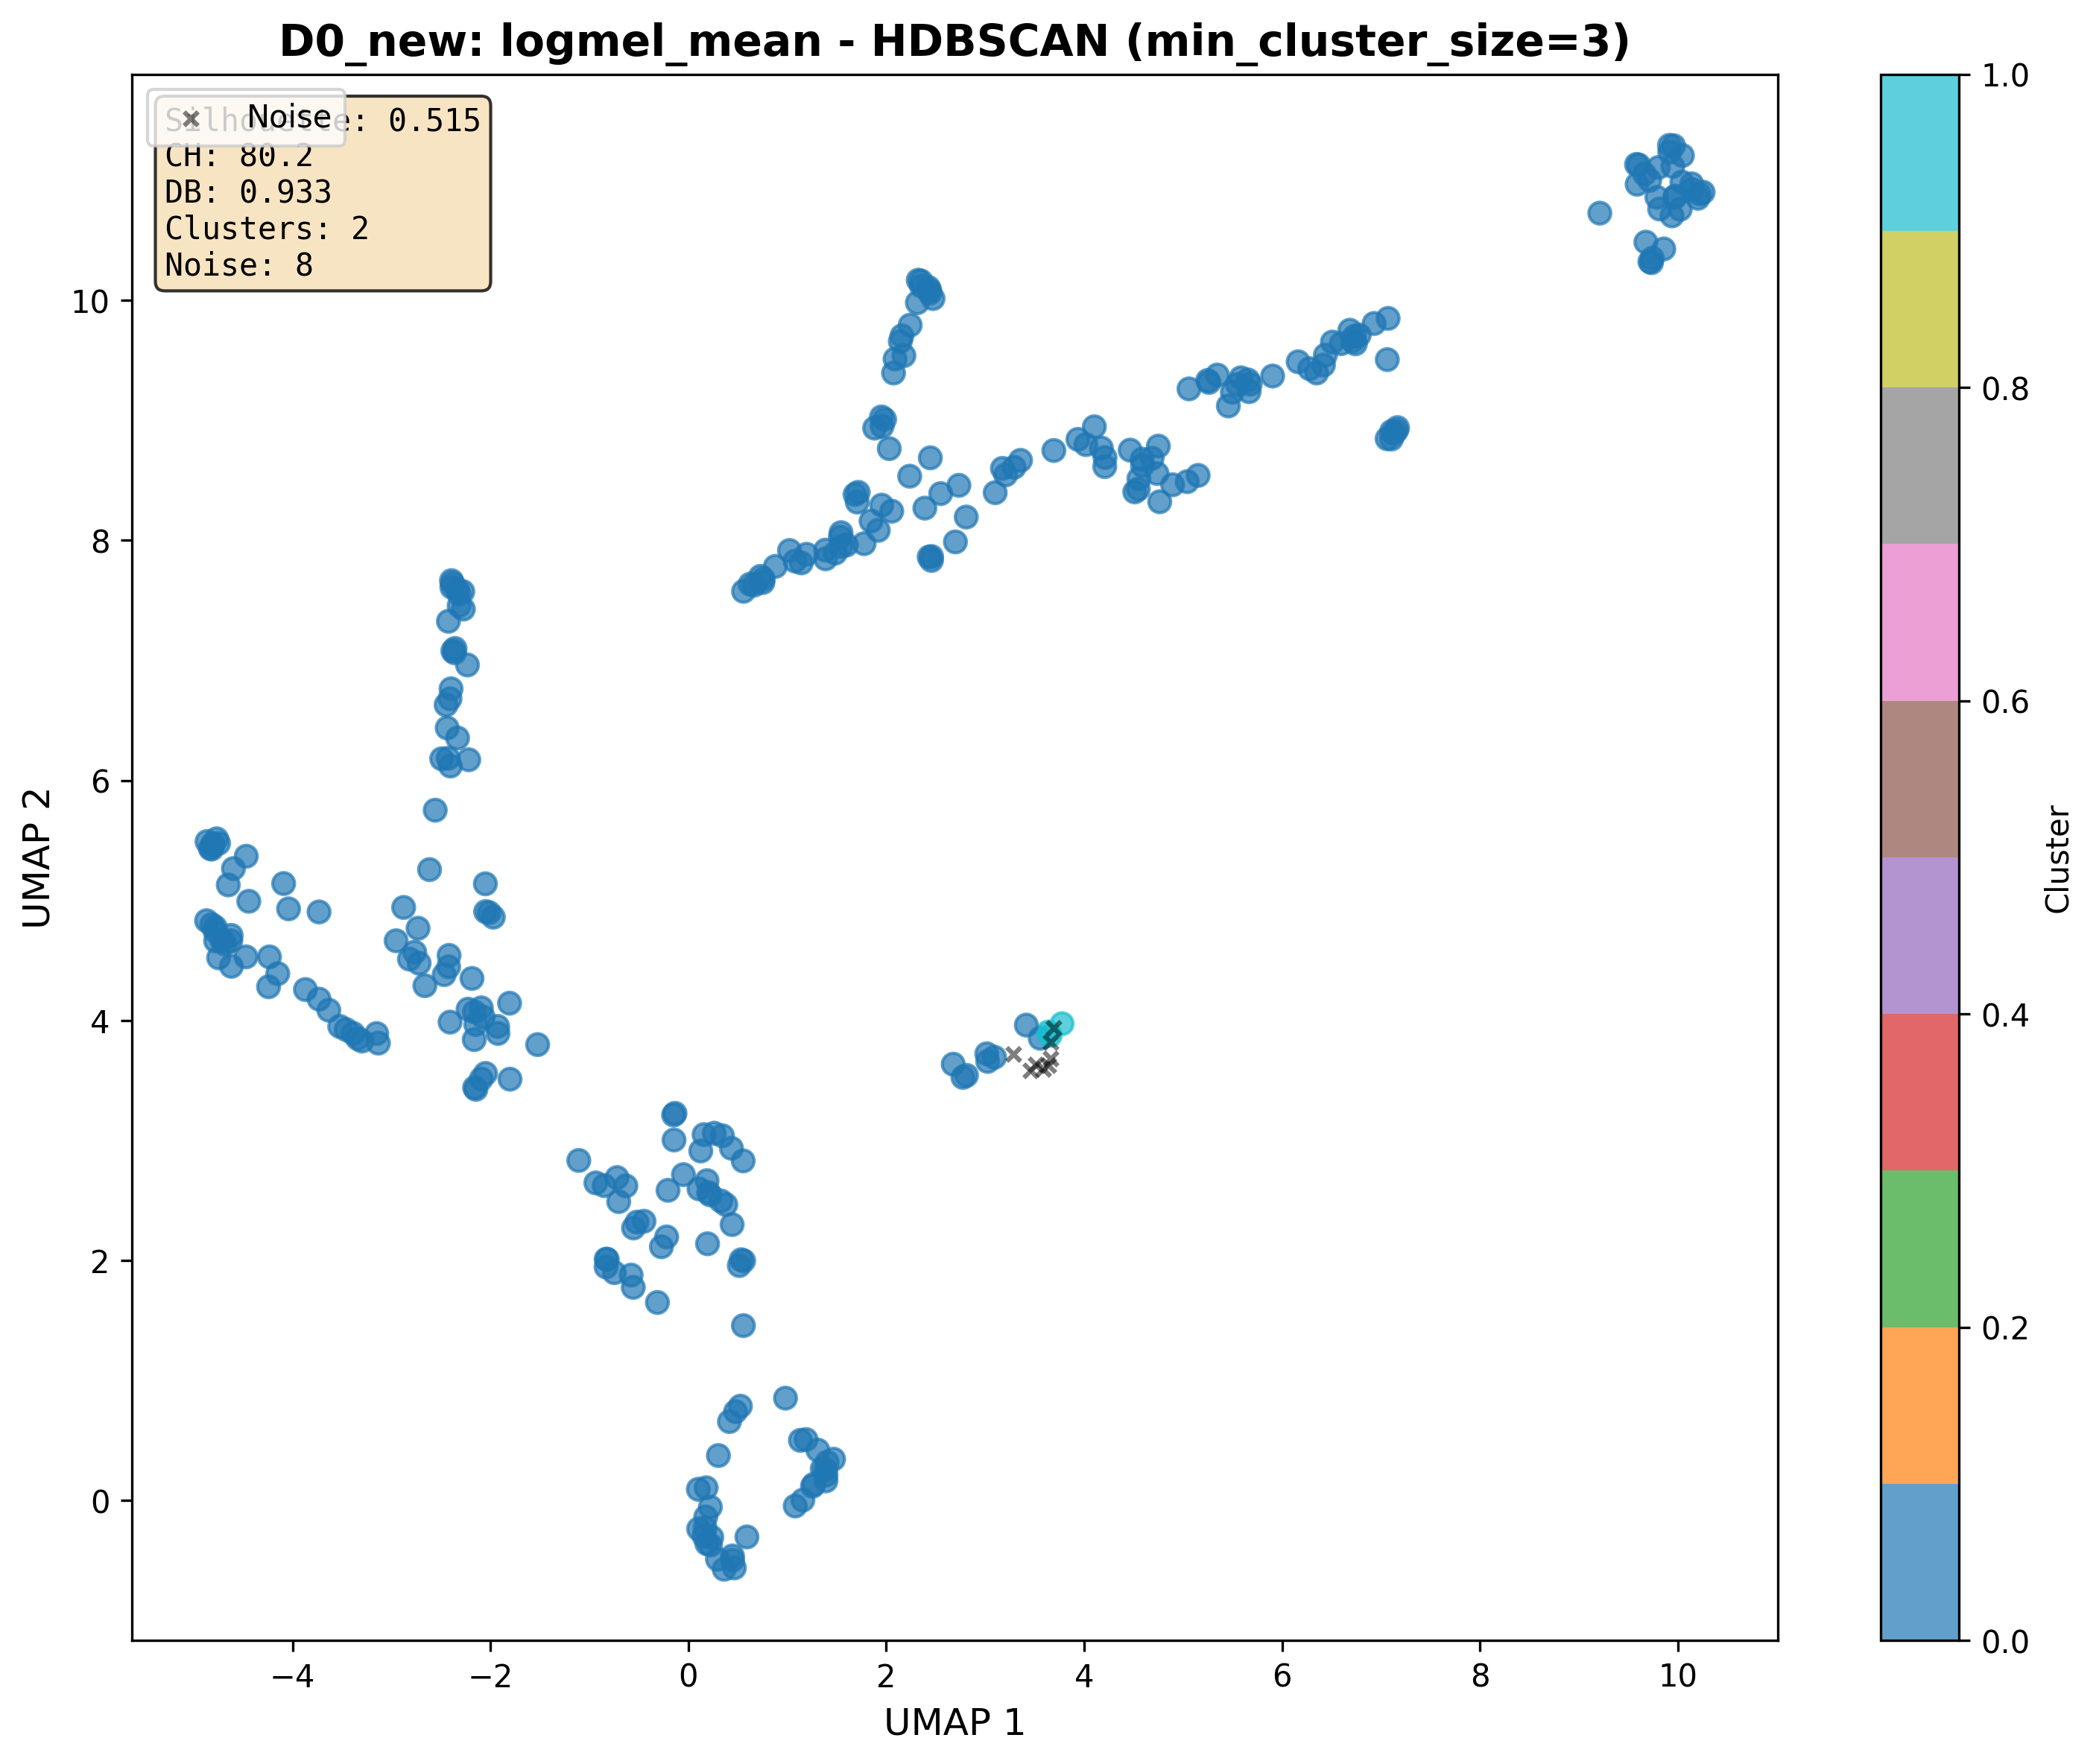 D0_new: logmel_mean - HDBSCAN (min_cluster_size=3)
Noise
Silhouette: 0.515
CH: 80.2
DB: 0.933
Clusters: 2
Noise: 8
10
8
6
4
2
0
UMAP 2
−4
−2
0
2
4
6
8
10
UMAP 1
1.0
0.8
0.6
0.4
0.2
0.0
Cluster